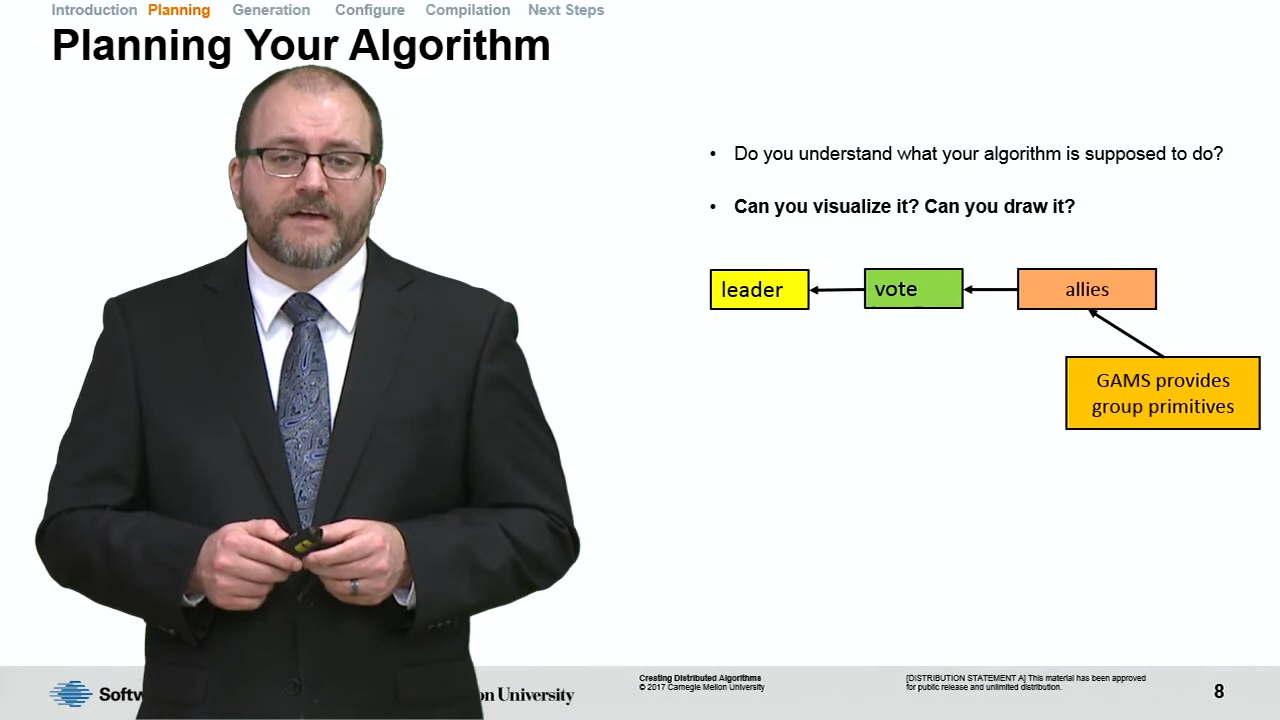 Introduction Planning Generation Configure Compilation Next Steps
Planning Your Algorithm
• Do you understand what your algorithm is supposed to do?
• Can you visualize it? Can you draw it?
leader
vote
allies
GAMS provides
group primitives
Creating Distributed Algorithms
© 2017 Carnegie Mellon University
[DISTRIBUTION STATEMENT A] This material has been approved
for public release and unlimited distribution.
8
Softw
on University